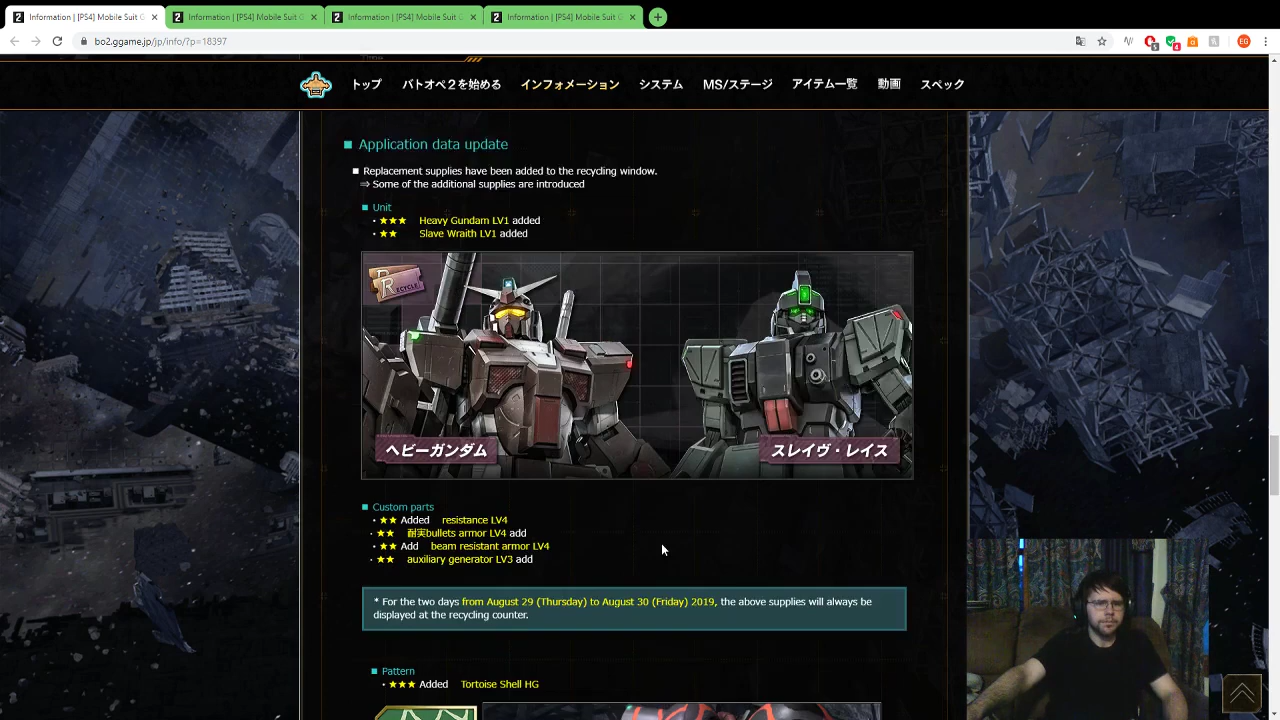 2 Information | [PS4] Mobile Suit G
2 Information | [PS4] Mobile Suit G
2 Information | [PS4] Mobile Suit G
2 Information | [PS4] Mobile Suit G
bo2.ggame.jp/jp/info/?p=18397
5
4
EG
トップ
バトオペ2を始める
インフォメーション
システム
MS/ステージ
アイテム一覧
動画
スペック
■ Application data update
■ Replacement supplies have been added to the recycling window.
⇒ Some of the additional supplies are introduced
■ Unit
・★★★ Heavy Gundam LV1 added
・★★ Slave Wraith LV1 added
RECYCLE
ヘビーガンダム
スレイヴ・レイス
■ Custom parts
・★★ Added resistance LV4
・★★ 耐実bullets armor LV4 add
・★★ Add beam resistant armor LV4
・★★ auxiliary generator LV3 add
* For the two days from August 29 (Thursday) to August 30 (Friday) 2019, the above supplies will always be
displayed at the recycling counter.
■ Pattern
・★★★ Added Tortoise Shell HG